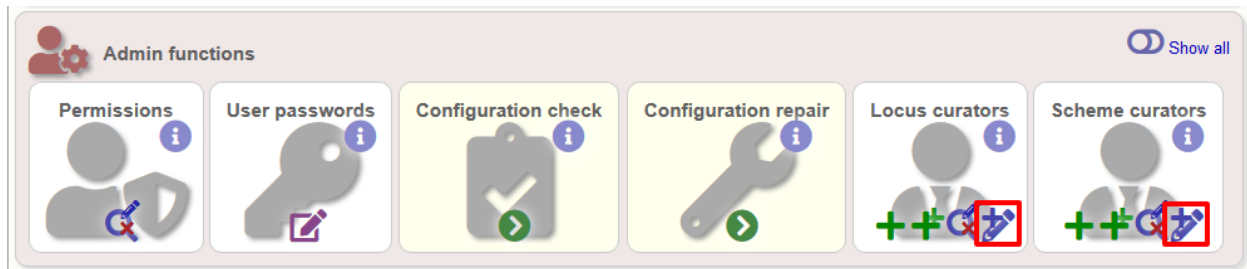 Admin functions
Show all
Permissions
User passwords
Configuration check
Configuration repair
Locus curators
Scheme curators